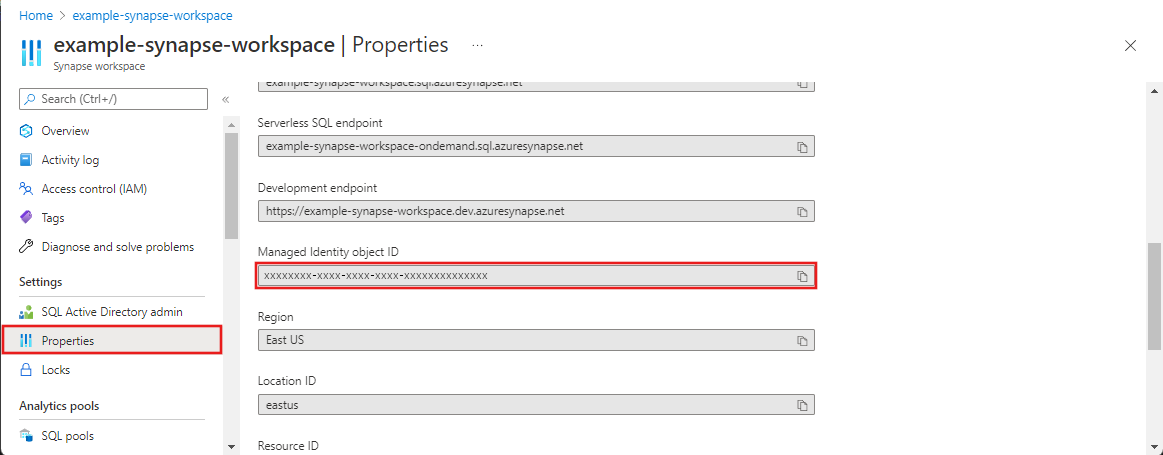 Home > example-synapse-workspace
example-synapse-workspace | Properties ...
Synapse workspace
Search (Ctrl+/)
«
Overview
Activity log
Access control (IAM)
Tags
Diagnose and solve problems
Settings
SQL Active Directory admin
Properties
Locks
Analytics pools
SQL pools
example-synapse-workspace.sql.azuresynapse.net
Serverless SQL endpoint
example-synapse-workspace-ondemand.sql.azuresynapse.net
Development endpoint
https://example-synapse-workspace.dev.azuresynapse.net
Managed Identity object ID
xxxxxxxx-xxxx-xxxx-xxxx-xxxxxxxxxxxxxx
Region
East US
Location ID
eastus
Resource ID